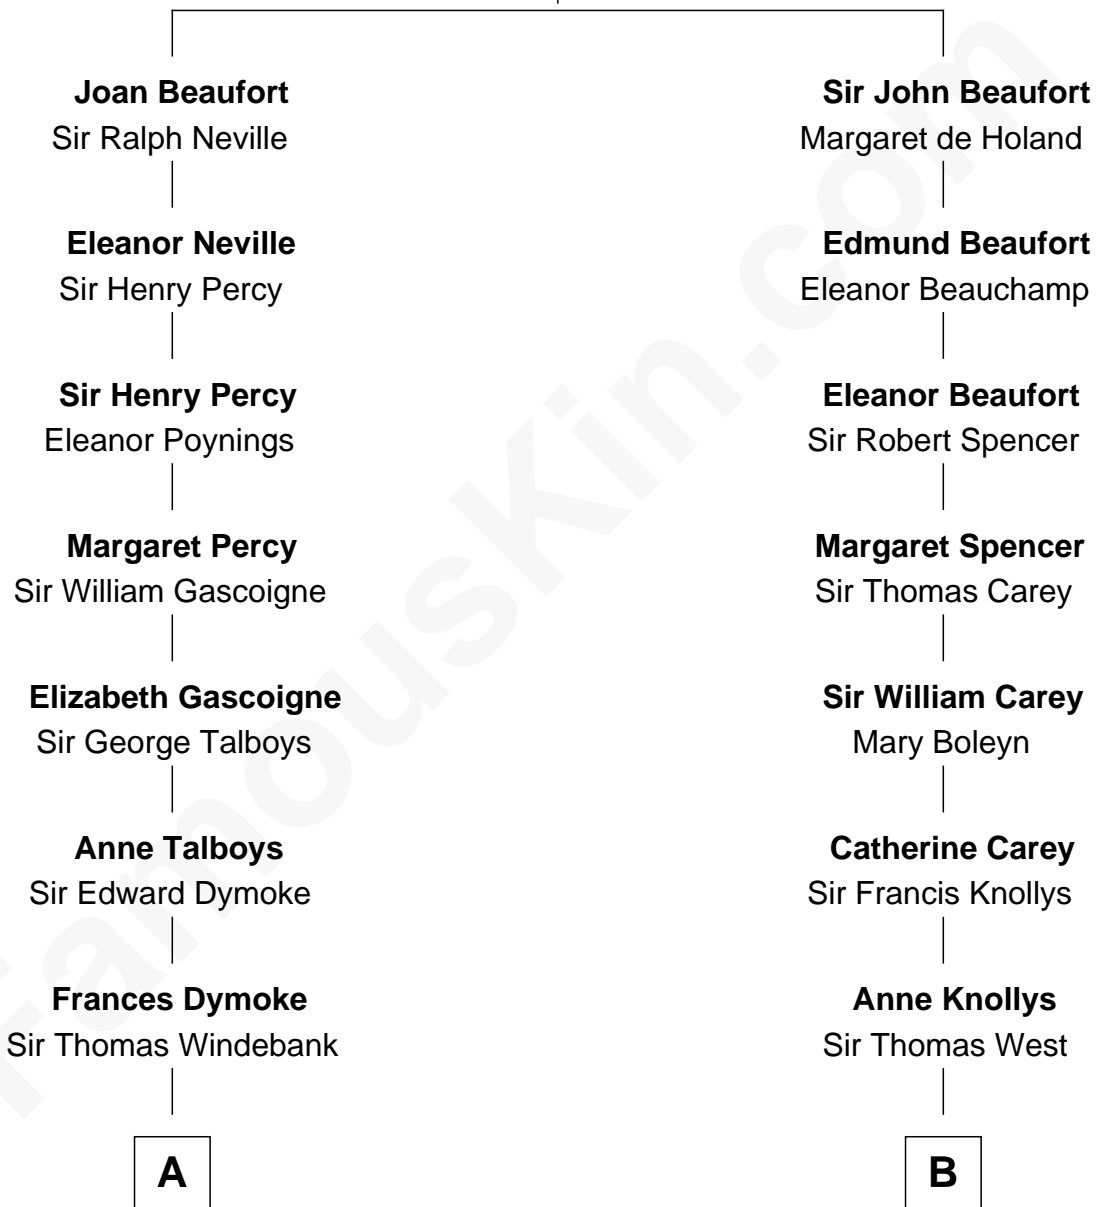 Joan Beaufort
Sir Ralph Neville
Eleanor Neville
Sir Henry Percy
Sir Henry Percy
Eleanor Poynings
Margaret Percy
Sir William Gascoigne
Elizabeth Gascoigne
Sir George Talboys
Anne Talboys
Sir Edward Dymoke
Frances Dymoke
Sir Thomas Windebank
A
Sir John Beaufort
Margaret de Holand
Edmund Beaufort
Eleanor Beauchamp
Eleanor Beaufort
Sir Robert Spencer
Margaret Spencer
Sir Thomas Carey
Sir William Carey
Mary Boleyn
Catherine Carey
Sir Francis Knollys
Anne Knollys
Sir Thomas West
B
FamousKin.com